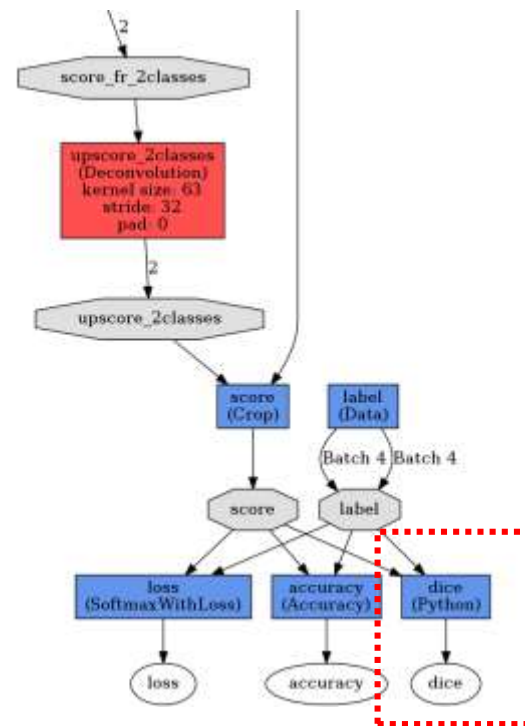 2
score_fr_2classes
upscore_2classes
(Deconvolution)
kernel size: 63
stride: 32
pad: 0
2
upscore_2classes
score
(Crop)
label
(Data)
Batch 4
Batch 4
score
label
loss
(SoftmaxWithLoss)
accuracy
(Accuracy)
dice
(Python)
loss
accuracy
dice